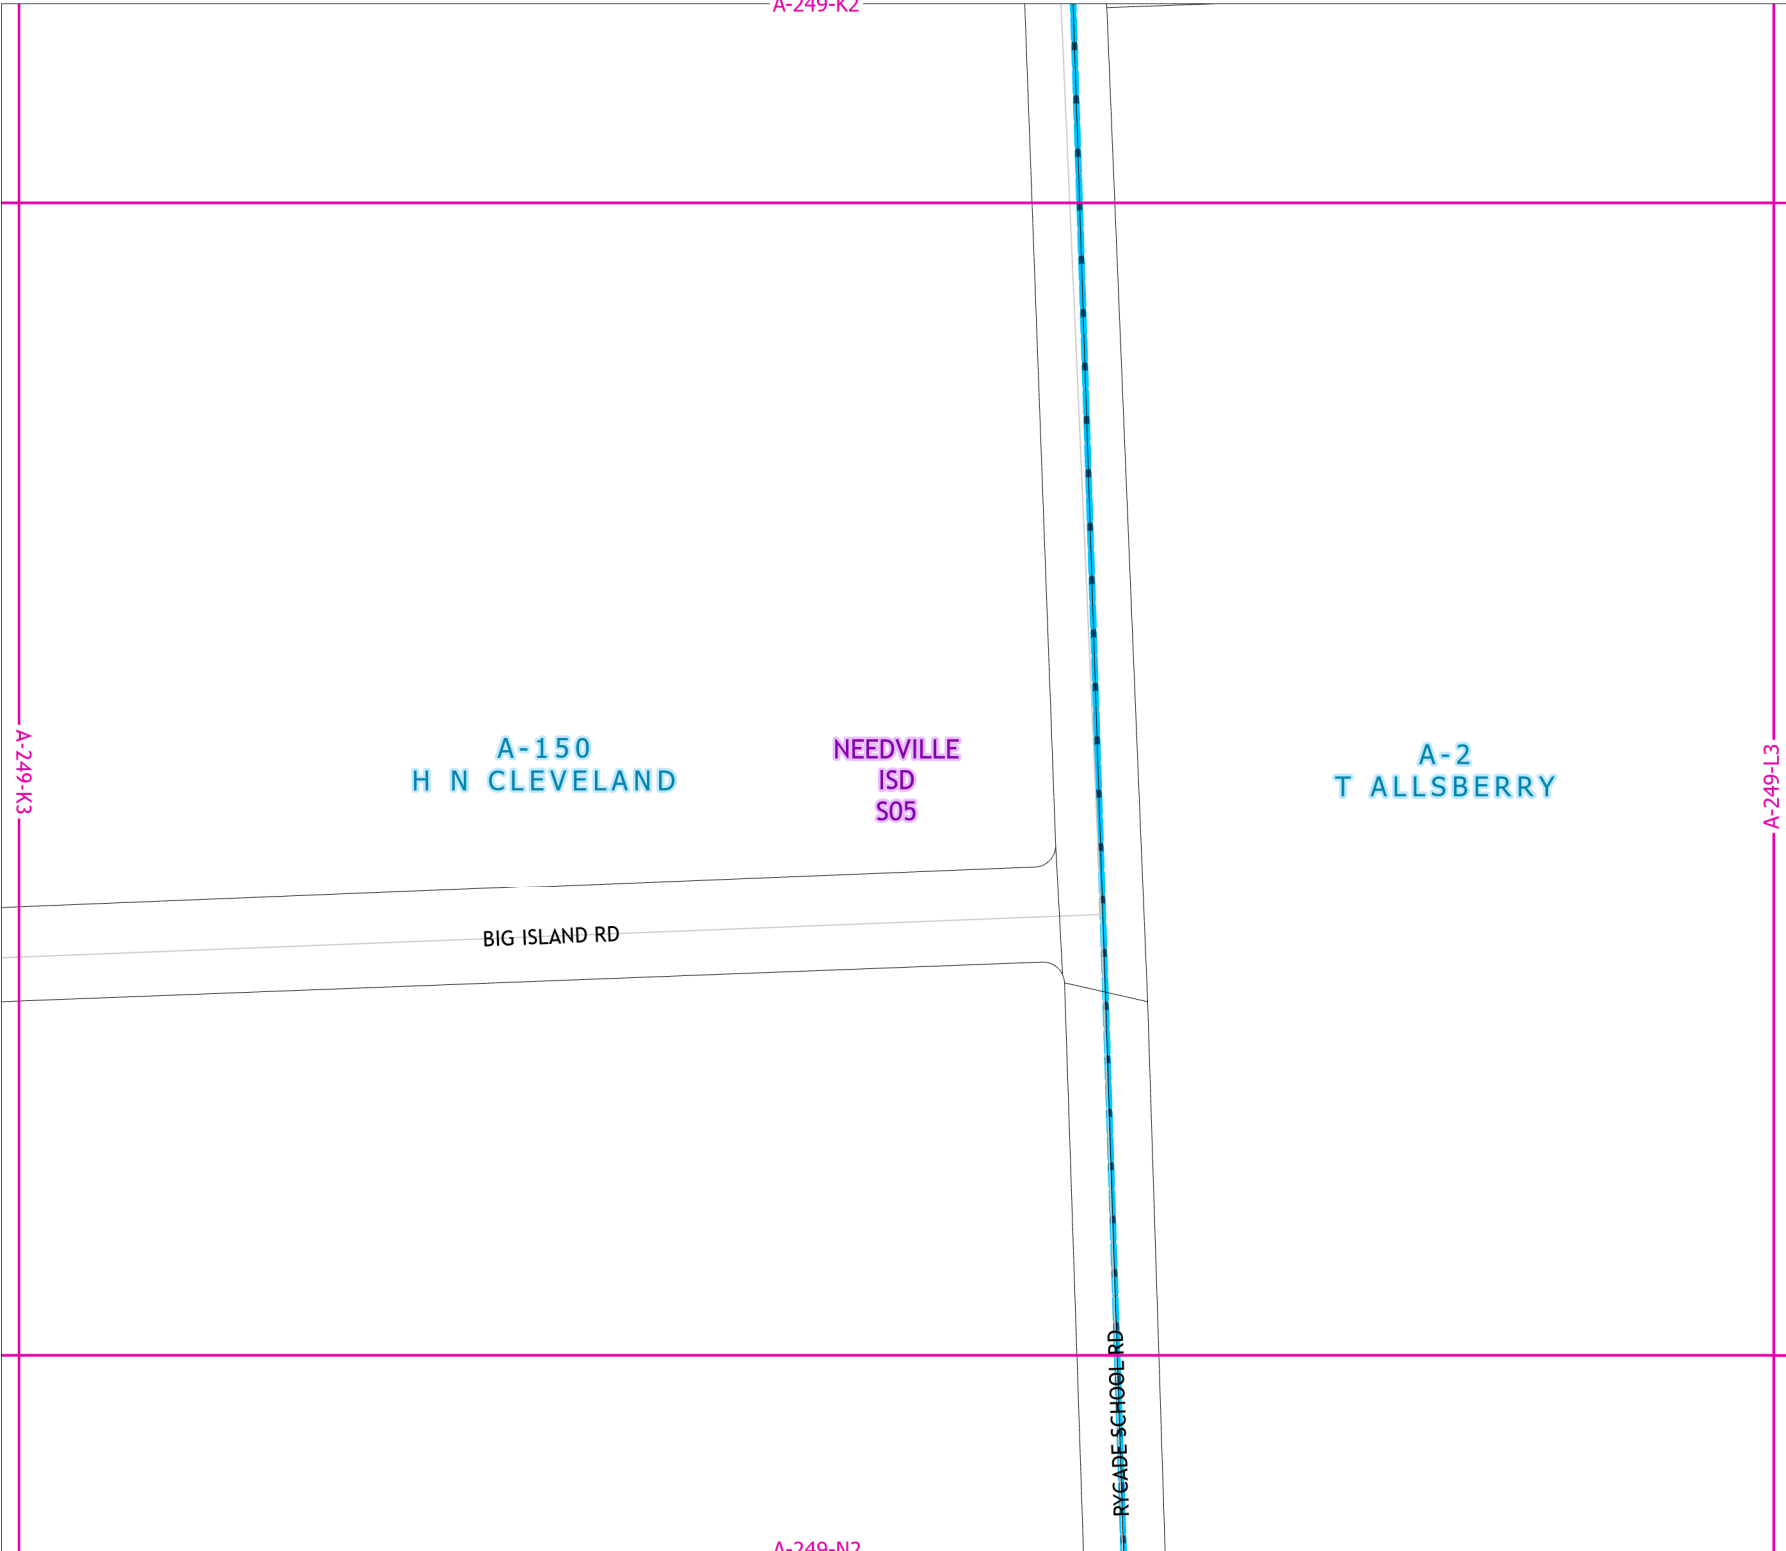 A-249-K2
A-249-K3
A-150
H N CLEVELAND
NEEDVILLE
ISD
S05
A-2
T ALLSBERRY
A-249-L3
BIG ISLAND RD
RYCADE SCHOOL RD
A-249-N2